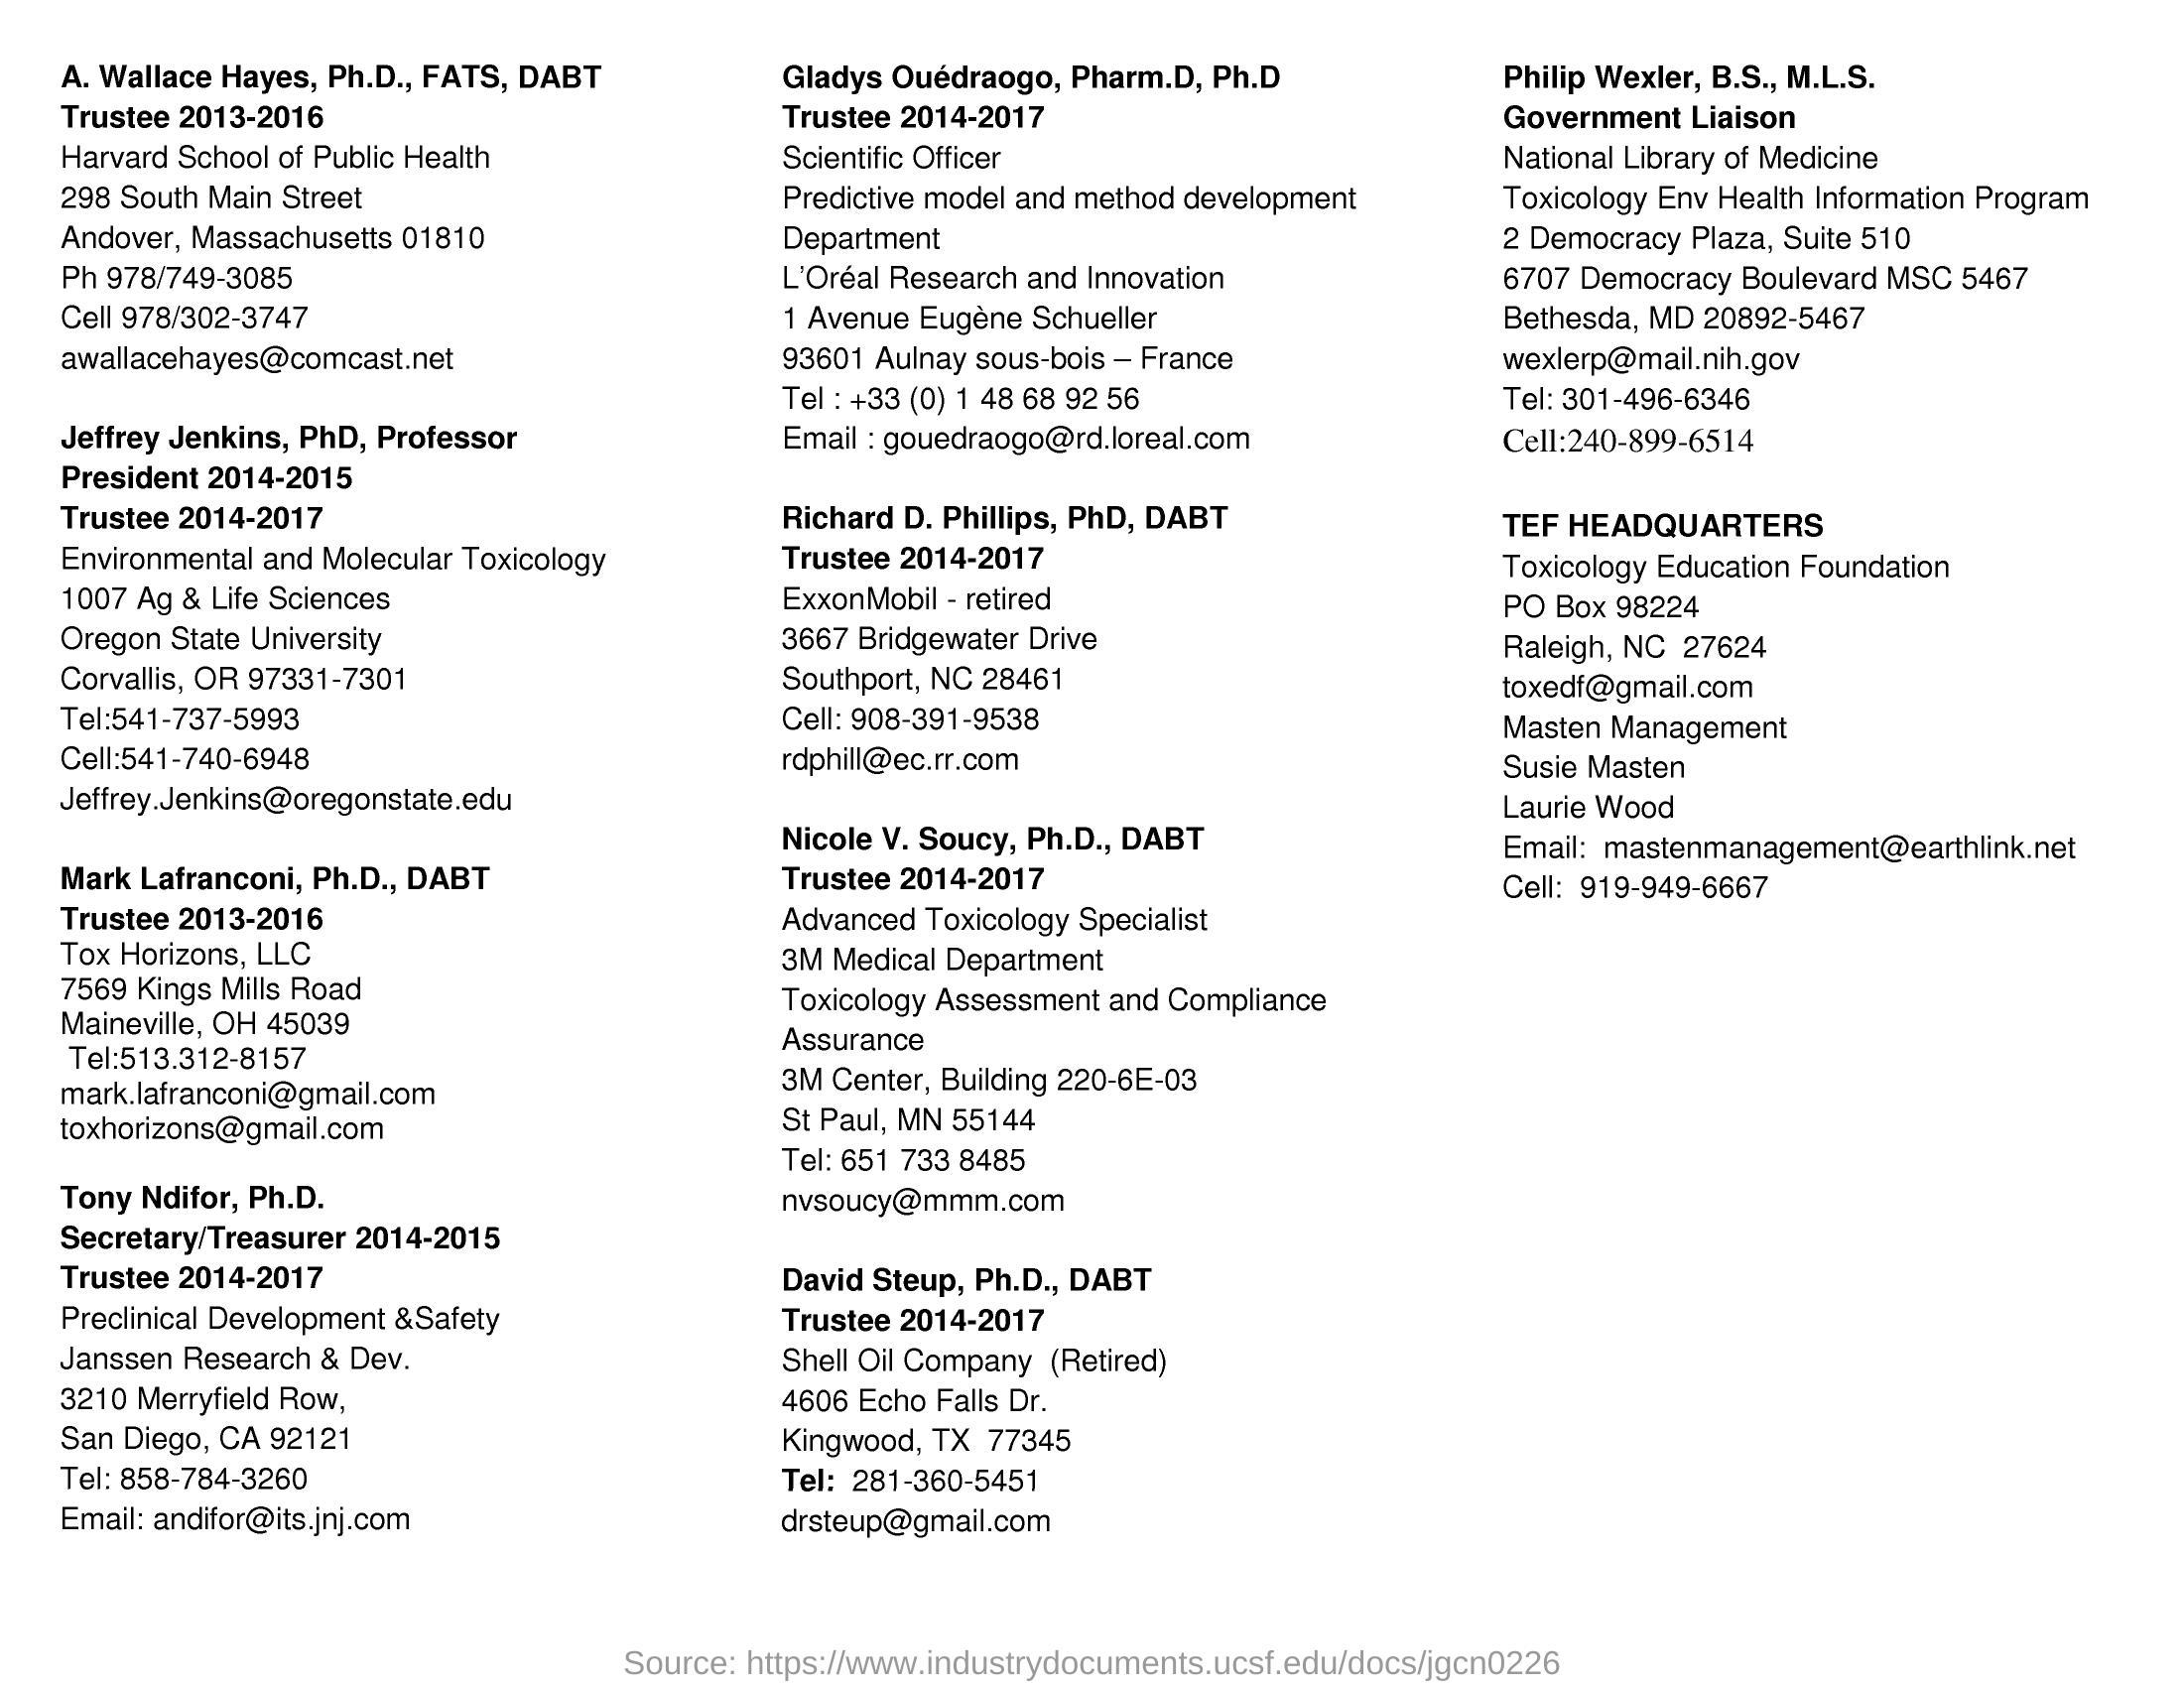 A. Wallace Hayes, Ph.D., FATS, DABT
Trustee 2013-2016
Harvard School of Public Health
298 South Main Street
Andover, Massachusetts 01810
Ph 978/749-3085
Cell 978/302-3747
awallacehayes@comcast.net
Jeffrey Jenkins, PhD, Professor
President 2014-2015
Trustee 2014-2017
Environmental and Molecular Toxicology
1007 Ag & Life Sciences
Oregon State University
Corvallis, OR 97331-7301
Tel:541-737-5993
Cell:541-740-6948
Jeffrey.Jenkins@oregonstate.edu
Mark Lafranconi, Ph.D., DABT
Trustee 2013-2016
Tox Horizons, LLC
7569 Kings Mills Road
Maineville, OH 45039
Tel:513.312-8157
mark.lafranconi@gmail.com
toxhorizons@gmail.com
Tony Ndifor, Ph.D.
Secretary/Treasurer 2014-2015
Trustee 2014-2017
Preclinical Development &Safety
Janssen Research & Dev.
3210 Merryfield Row,
San Diego, CA 92121
Tel: 858-784-3260
Email: andifor@its.jnj.com
Gladys Ouédraogo, Pharm.D, Ph.D
Trustee 2014-2017
Scientific Officer
Predictive model and method development
Department
L'Oréal Research and Innovation
1 Avenue Eugène Schueller
93601 Aulnay sous-bois – France
Tel : +33 (0) 1 48 68 92 56
Email : gouedraogo@rd.loreal.com
Richard D. Phillips, PhD, DABT
Trustee 2014-2017
ExxonMobil - retired
3667 Bridgewater Drive
Southport, NC 28461
Cell: 908-391-9538
rdphill@ec.rr.com
Nicole V. Soucy, Ph.D., DABT
Trustee 2014-2017
Advanced Toxicology Specialist
3M Medical Department
Toxicology Assessment and Compliance
Assurance
3M Center, Building 220-6E-03
St Paul, MN 55144
Tel: 651 733 8485
nvsoucy@mmm.com
David Steup, Ph.D., DABT
Trustee 2014-2017
Shell Oil Company (Retired)
4606 Echo Falls Dr.
Kingwood, TX 77345
Tel: 281-360-5451
drsteup@gmail.com
Philip Wexler, B.S., M.L.S.
Government Liaison
National Library of Medicine
Toxicology Env Health Information Program
2 Democracy Plaza, Suite 510
6707 Democracy Boulevard MSC 5467
Bethesda, MD 20892-5467
wexlerp@mail.nih.gov
Tel: 301-496-6346
Cell:240-899-6514
TEF HEADQUARTERS
Toxicology Education Foundation
PO Box 98224
Raleigh, NC 27624
toxedf@gmail.com
Masten Management
Susie Masten
Laurie Wood
Email: mastenmanagement@earthlink.net
Cell: 919-949-6667
Source: https://www.industrydocuments.ucsf.edu/docs/jgcn0226